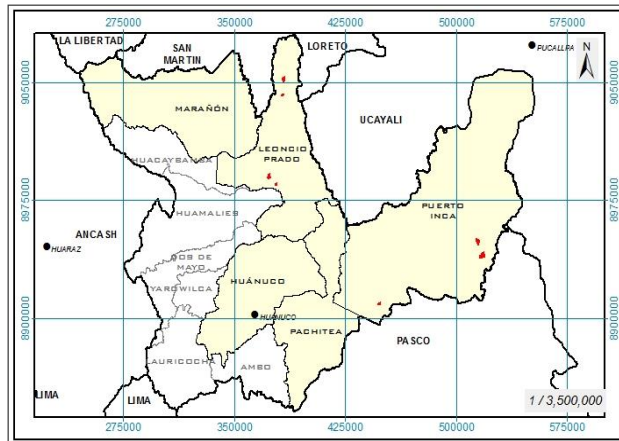 275000 350000 425000 500000 575000
LA LIBERTAD
SAN
MARTIN
LORETO
PUCALLPA
N
9050000
9050000
MARAÑÓN
UCAYALI
HUACAYBAMBA
LEONCIO
PRADO
8975000
8975000
HUAMALIES
PUERTO
INCA
ANCASH
HUARAZ
DOS DE
MAYO
YAROWILCA
HUÁNUCO
HUÁNUCO
8900000
8900000
PACHITEA
PASCO
LAURICOCHA
AMBO
LIMA
LIMA
1 / 3,500,000
275000 350000 425000 500000 575000